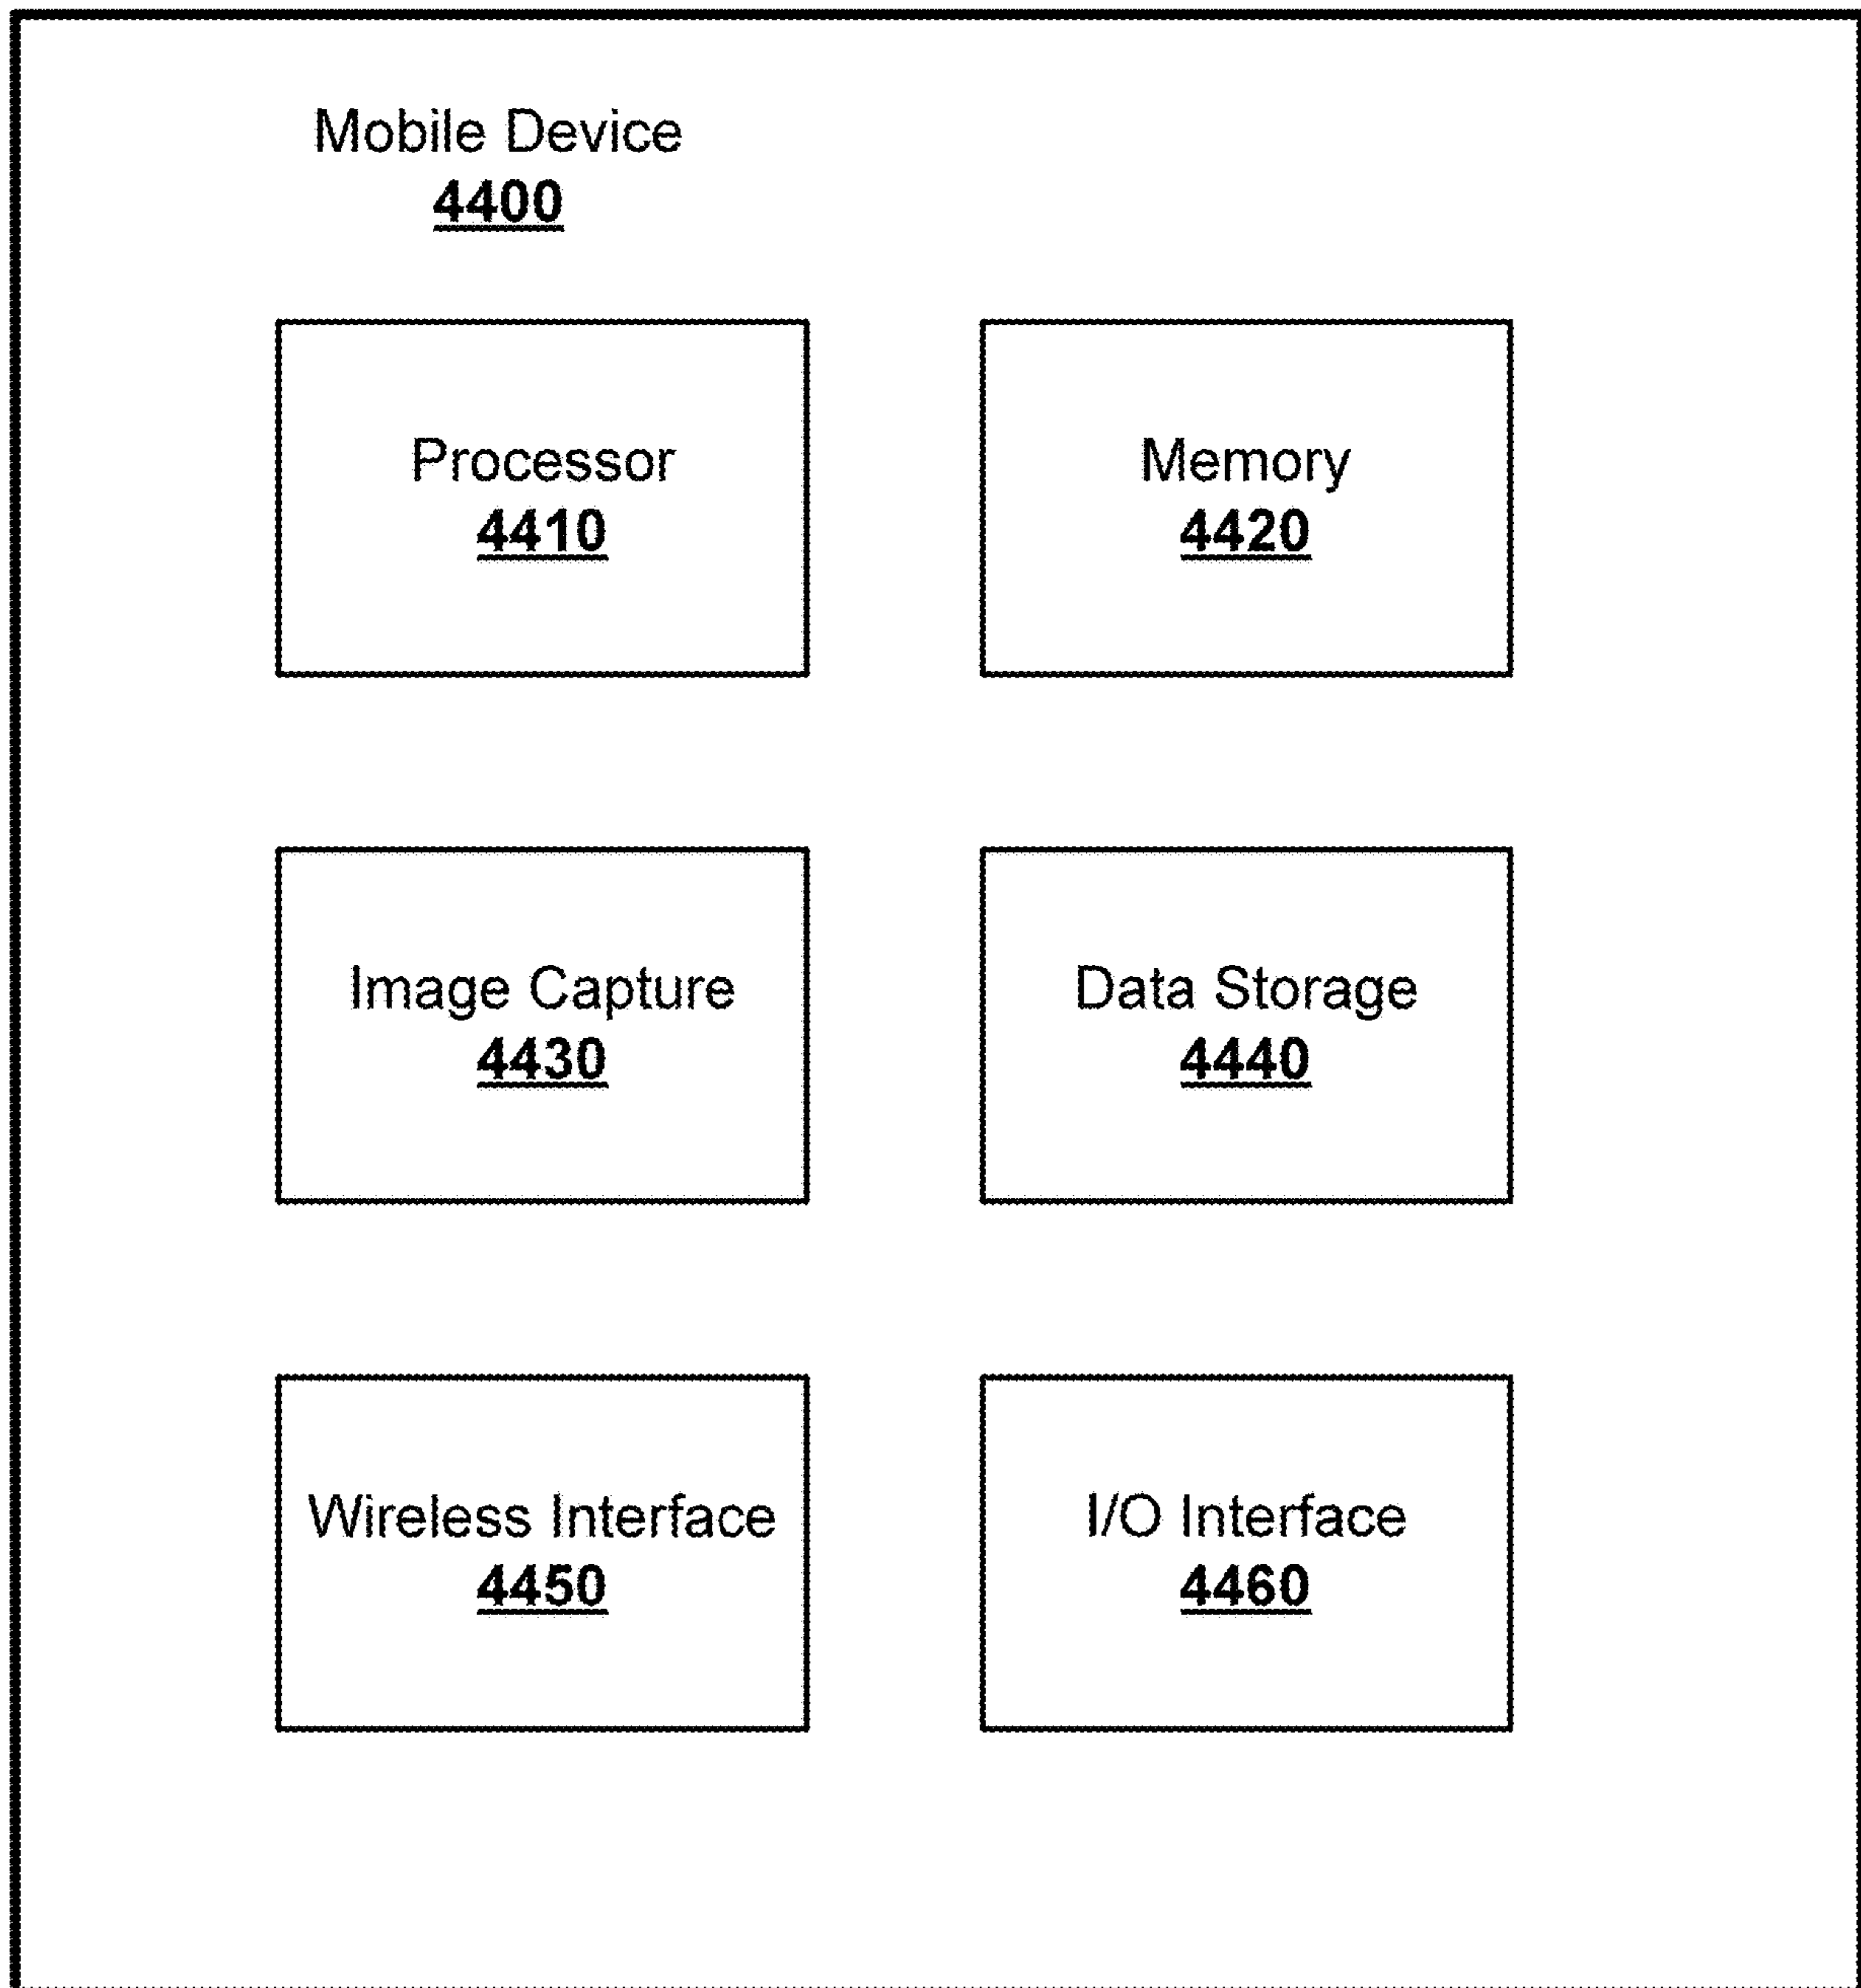 Mobile Device
4400
Processor
4410
Memory
4420
Image Capture
4430
Data Storage
4440
Wireless Interface
4450
I/O Interface
4460